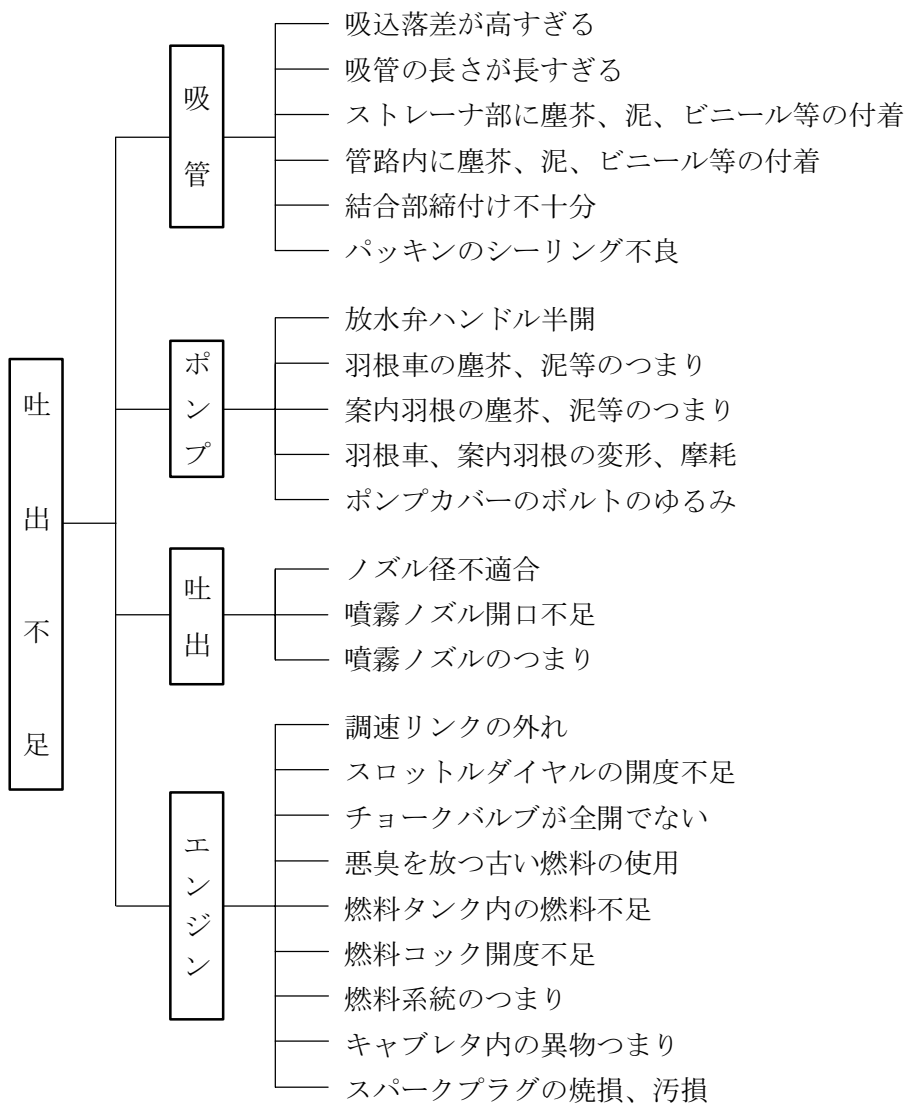 吐出不足
吸管
吸込落差が高すぎる
吸管の長さが長すぎる
ストレーナ部に塵芥、泥、ビニール等の付着
管路内に塵芥、泥、ビニール等の付着
結合部締付け不十分
パッキンのシーリング不良
ポンプ
放水弁ハンドル半開
羽根車の塵芥、泥等のつまり
案内羽根の塵芥、泥等のつまり
羽根車、案内羽根の変形、摩耗
ポンプカバーのボルトのゆるみ
吐出
ノズル径不適合
噴霧ノズル開口不足
噴霧ノズルのつまり
エンジン
調速リンクの外れ
スロットルダイヤルの開度不足
チョークバルブが全開でない
悪臭を放つ古い燃料の使用
燃料タンク内の燃料不足
燃料コック開度不足
燃料系統のつまり
キャブレタ内の異物つまり
スパークプラグの焼損、汚損